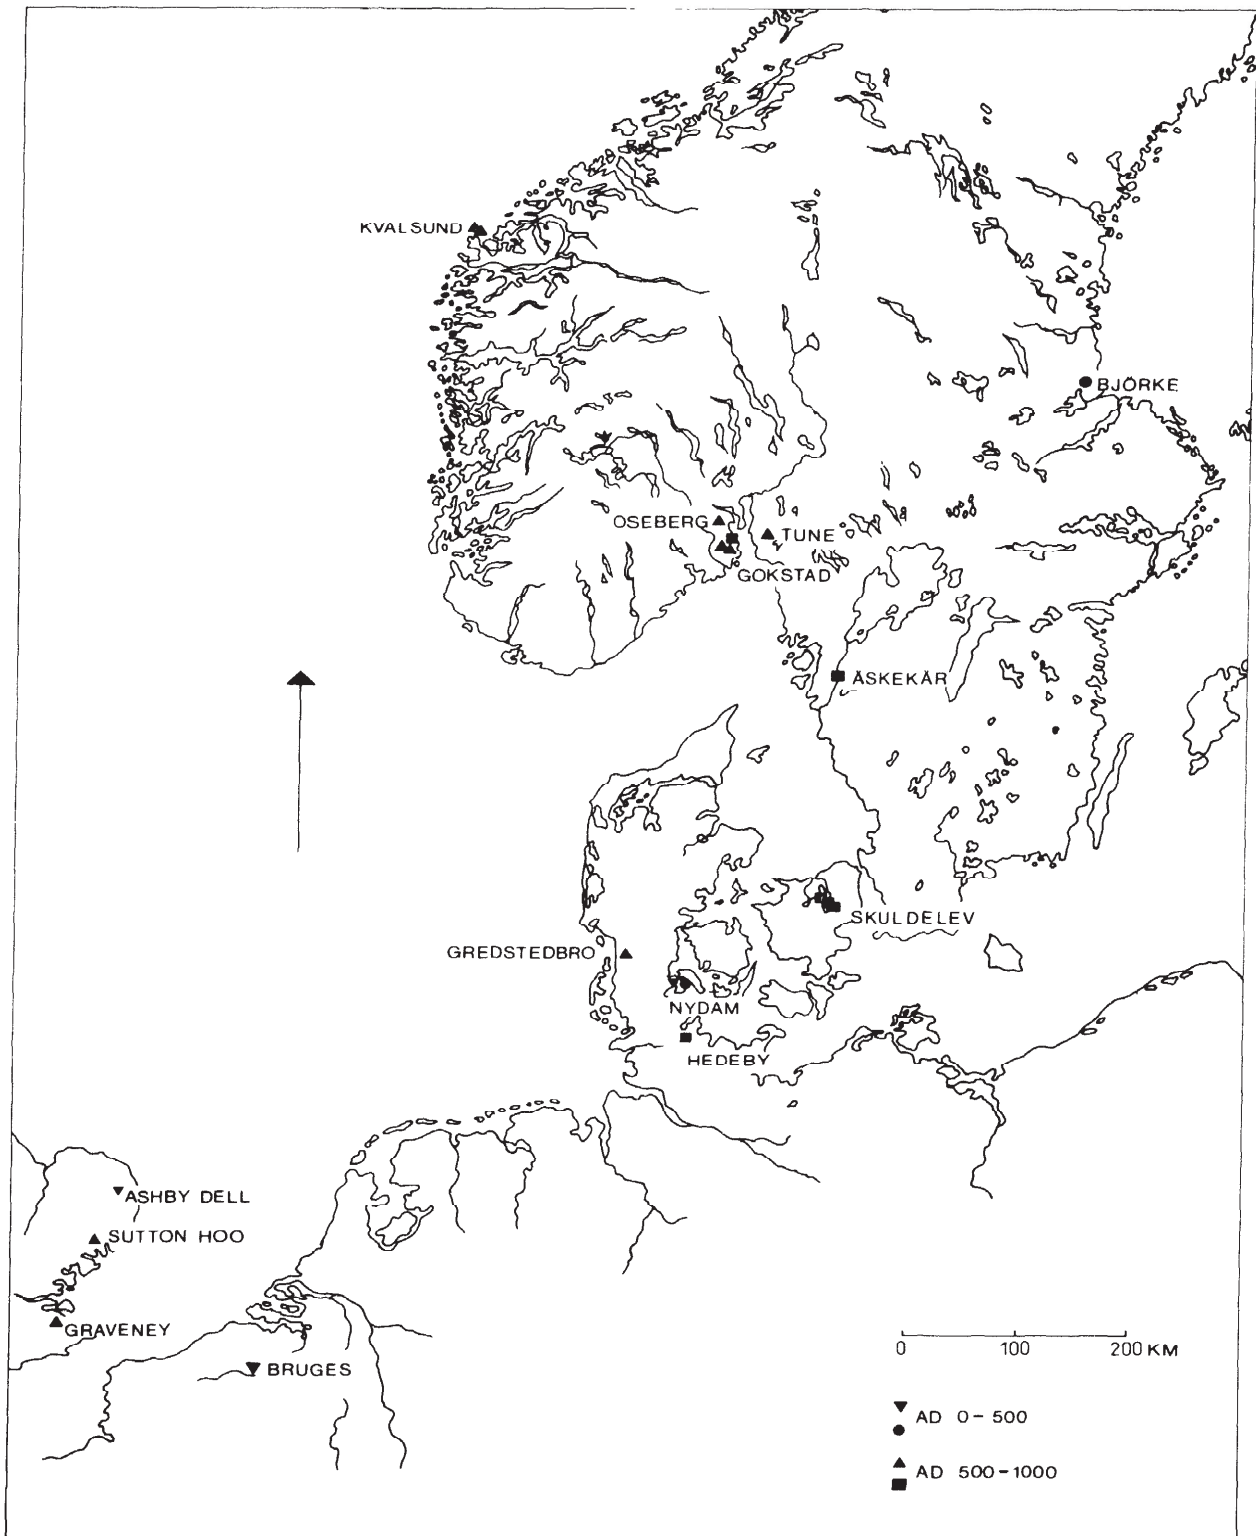 KVALSUND
BJÖRKE
OSEBERG
TUNE
GOKSTAD
ÄSKEKÄR
SKULDELEV
GREDSTEDBRO
NYDAM
HEDEBY
ASHBY DELL
SUTTON HOO
GRAVENEY
BRUGES
0 100 200 KM
AD 0-500
AD 500-1000